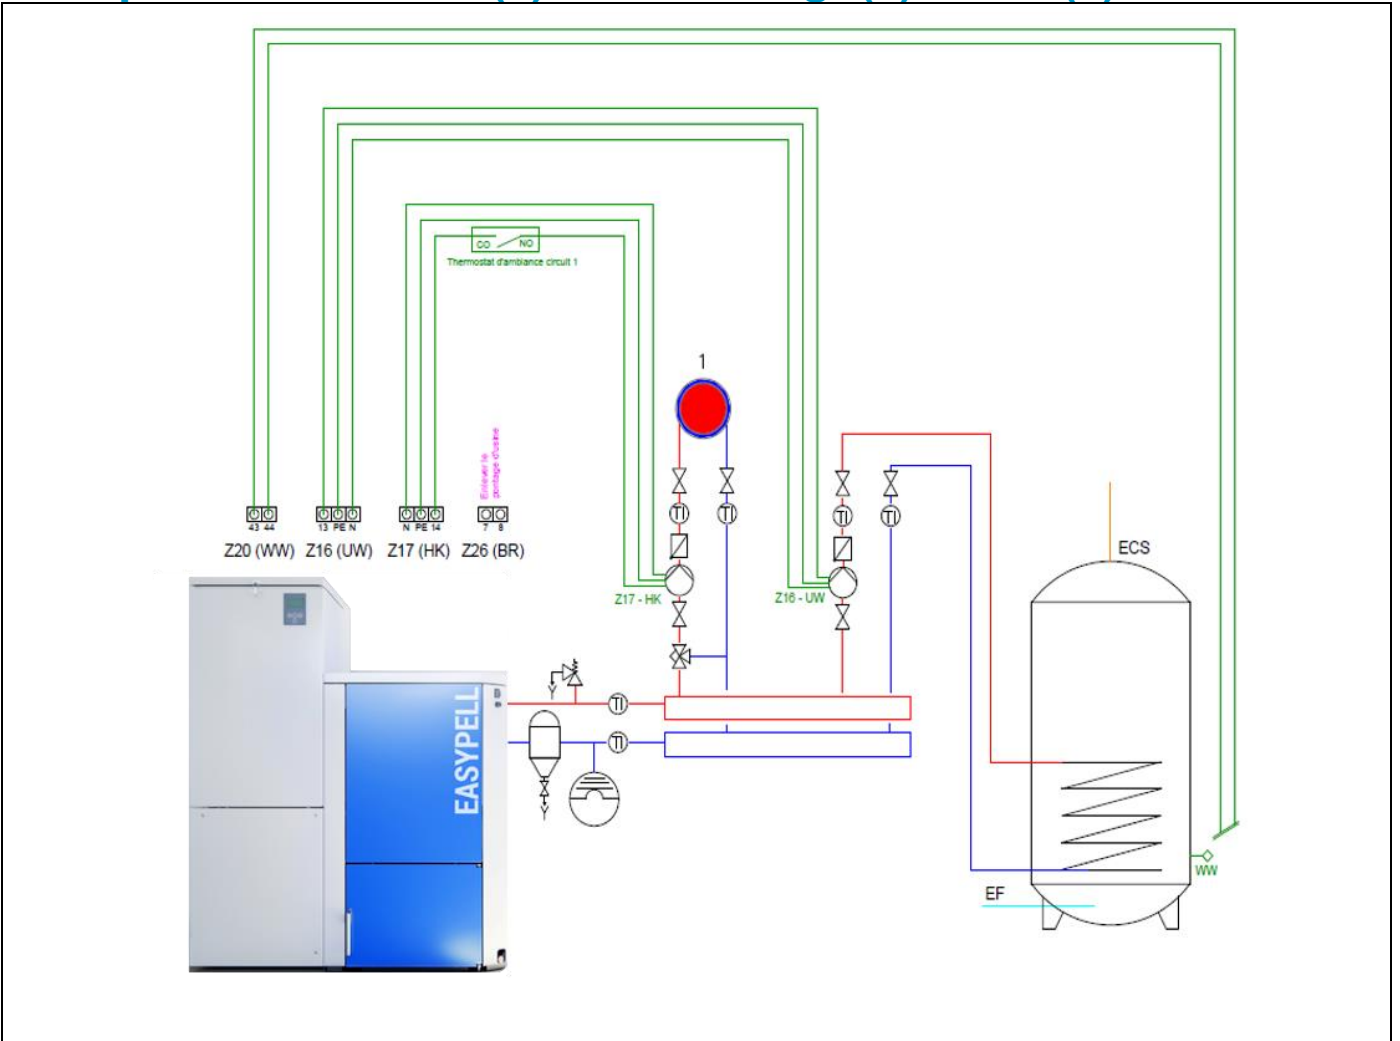 CO
NO
Thermostat d'ambiance circuit 1
1
Enlever le
pontage d'usine
43 44
13 PE N
N PE 14
7 8
Z20 (WW) Z16 (UW) Z17 (HK) Z26 (BR)
TI
TI
TI
TI
ECS
Z17 - HK
Z16 - UW
EASYPELL
TI
TI
WW
EF